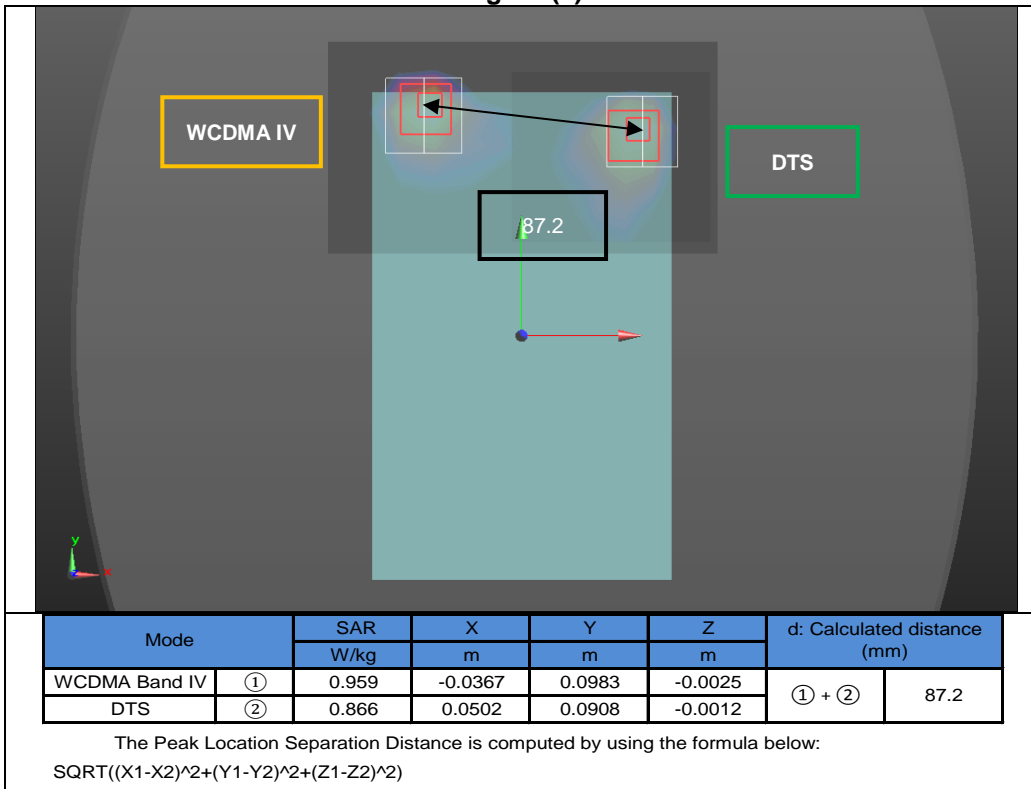 WCDMA IV
DTS
87.2
y
x
Mode SAR X Y Z d: Calculated distance (mm)
W/kg m m m
WCDMA Band IV ① 0.959 -0.0367 0.0983 -0.0025 ① + ② 87.2
DTS ② 0.866 0.0502 0.0908 -0.0012
The Peak Location Separation Distance is computed by using the formula below:
SQRT((X1-X2)^2+(Y1-Y2)^2+(Z1-Z2)^2)